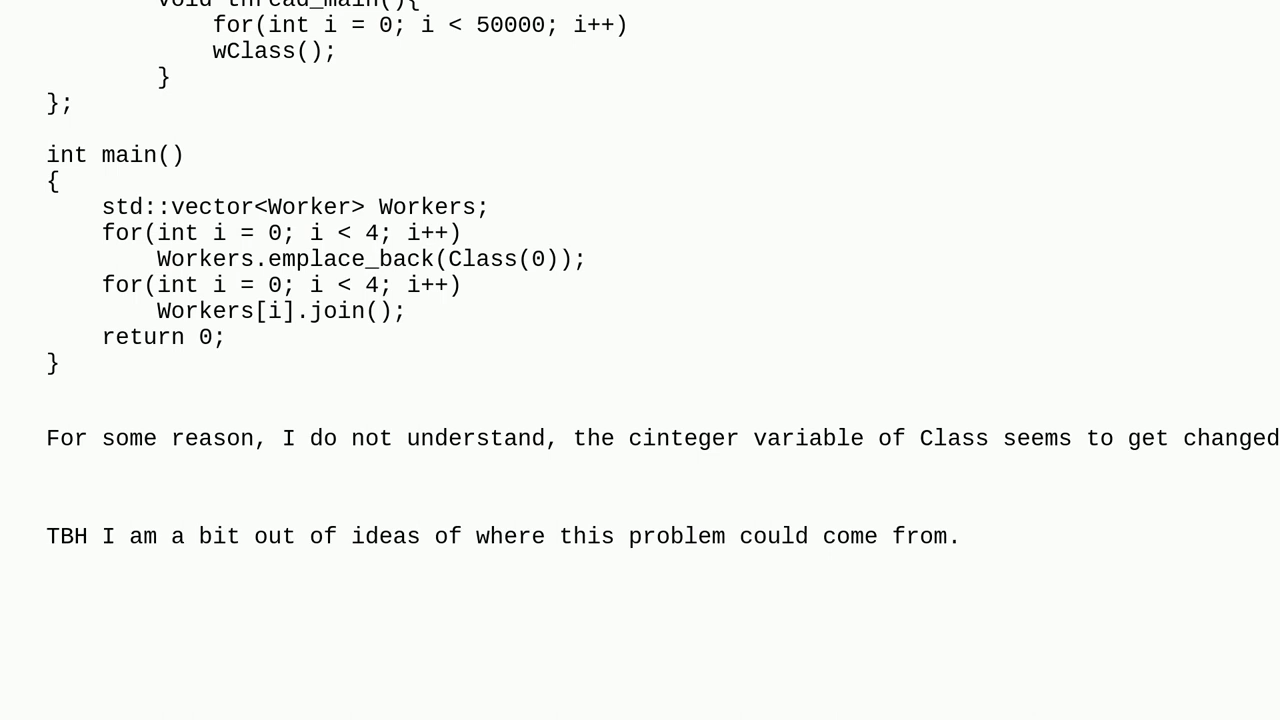 void thread_main(){
for(int i = 0; i < 50000; i++)
wClass();
}
};
int main()
{
std::vector<Worker> Workers;
for(int i = 0; i < 4; i++)
Workers.emplace_back(Class(0));
for(int i = 0; i < 4; i++)
Workers[i].join();
return 0;
}
For some reason, I do not understand, the cinteger variable of Class seems to get changed
TBH I am a bit out of ideas of where this problem could come from.